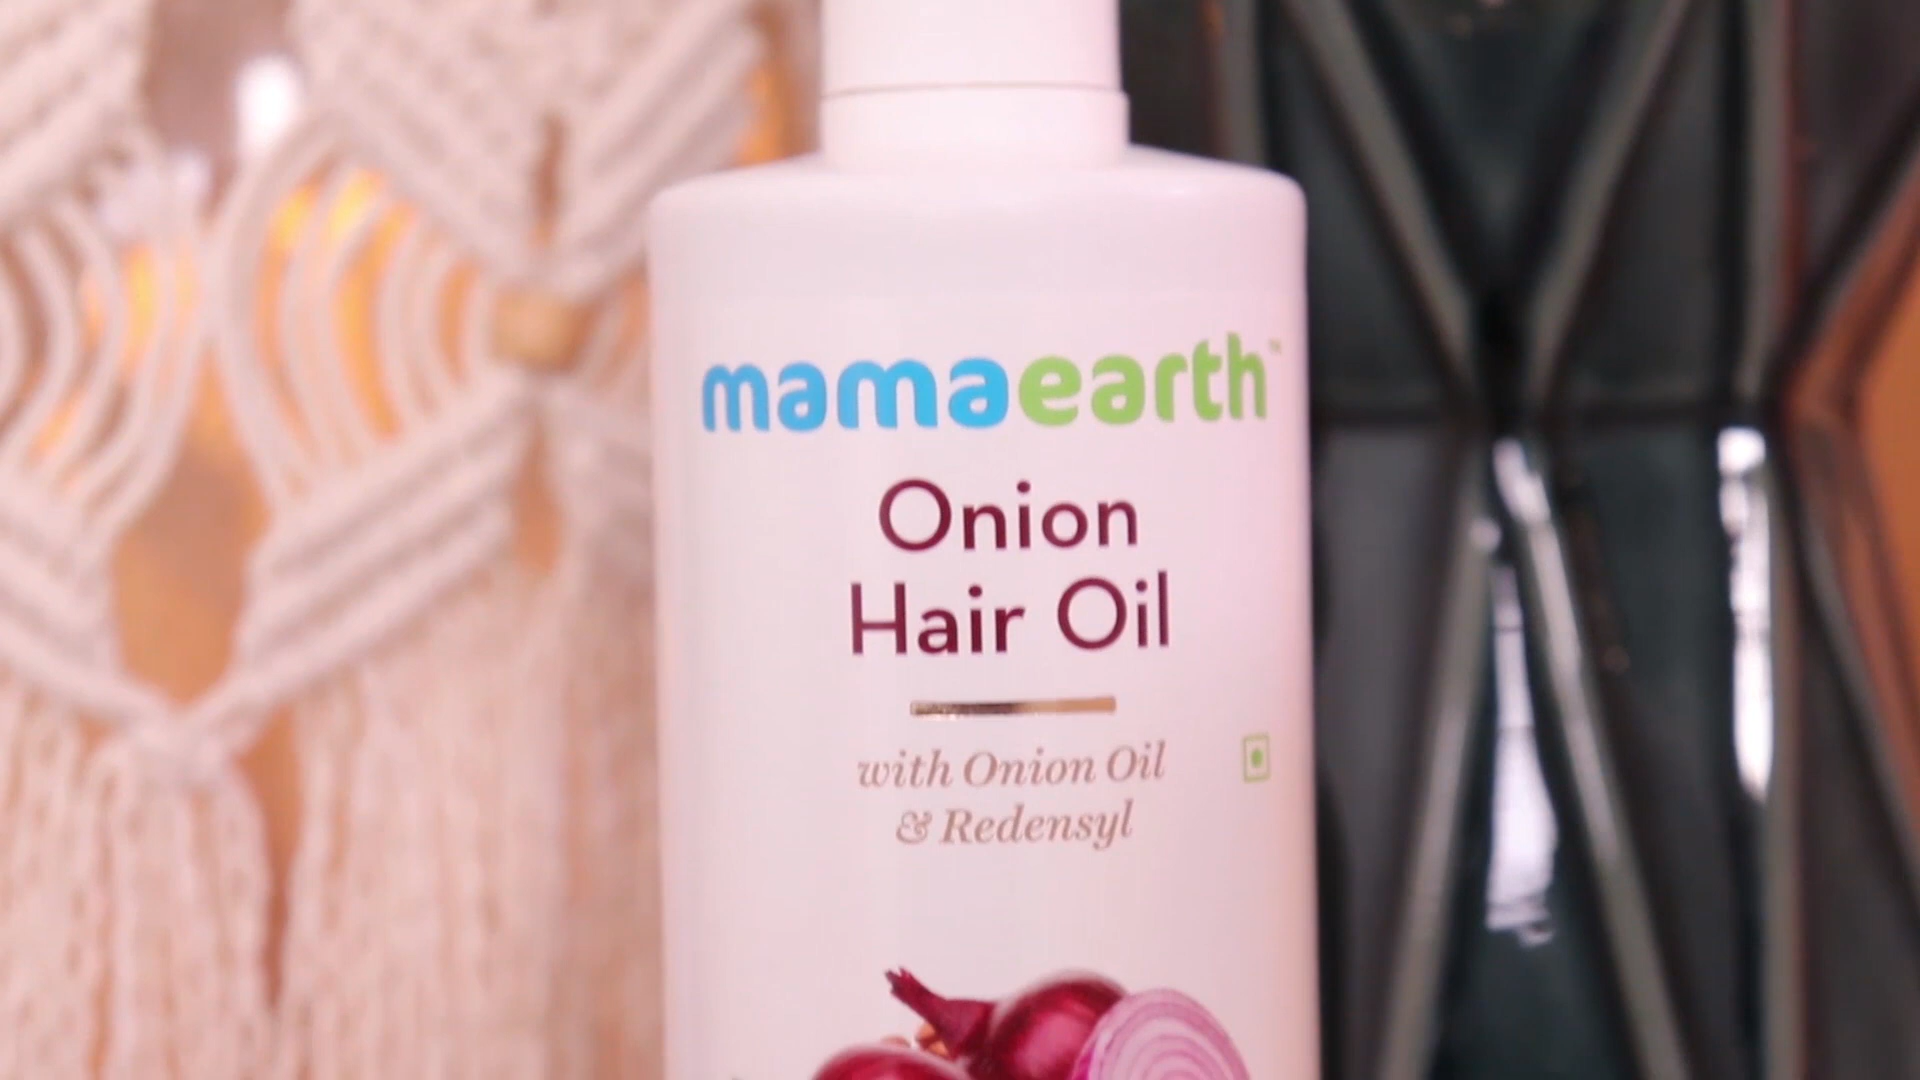 mamaearth™
Onion
Hair Oil
with Onion Oil
& Redensyl